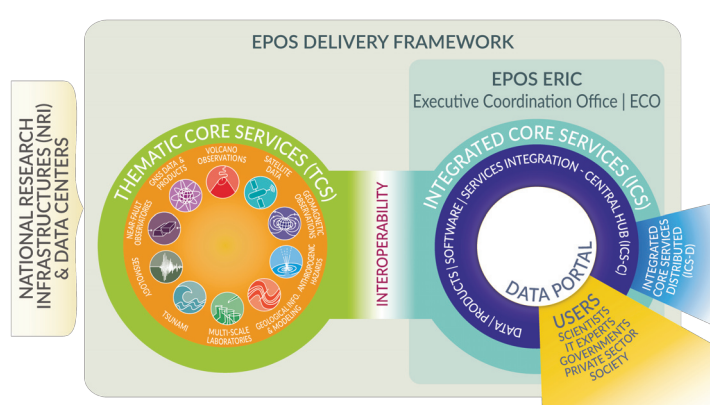 EPOS DELIVERY FRAMEWORK
EPOS ERIC
Executive Coordination Office | ECO
NATIONAL RESEARCH
INFRASTRUCTURES (NRI)
& DATA CENTERS
THEMATIC CORE SERVICES (TCS)
VOLCANO
OBSERVATIONS
SATELLITE
DATA
GEOMAGNETIC
OBSERVATIONS
ANTHROPOGENIC
HAZARDS
GEOLOGICAL INFO.
& MODELING
MULTI-SCALE
LABORATORIES
TSUNAMI
SEISMOLOGY
NEAR-FAULT
OBSERVATORIES
GNSS DATA &
PRODUCTS
INTEROPERABILITY
INTEGRATED CORE SERVICES (ICS)
DATA | PRODUCTS | SOFTWARE | SERVICES INTEGRATION - CENTRAL HUB (ICS-C)
DATA PORTAL
INTEGRATED
CORE SERVICES
DISTRIBUTED
(ICS-D)
USERS
SCIENTISTS
IT EXPERTS
GOVERNMENTS
PRIVATE SECTOR
SOCIETY